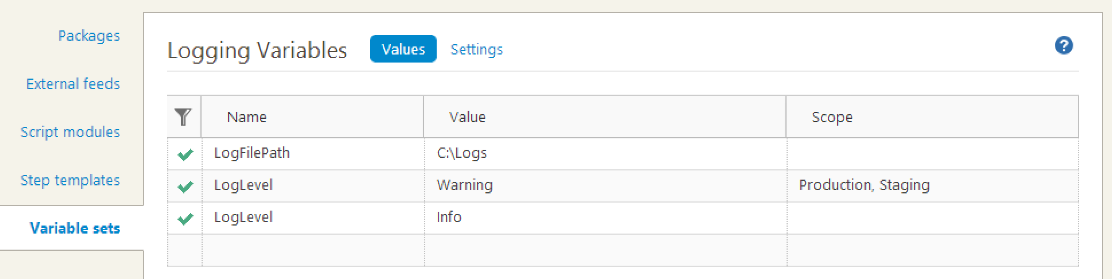 Packages
External feeds
Script modules
Step templates
Variable sets
Logging Variables Values Settings ?
Name Value Scope
LogFilePath C:\Logs
LogLevel Warning Production, Staging
LogLevel Info